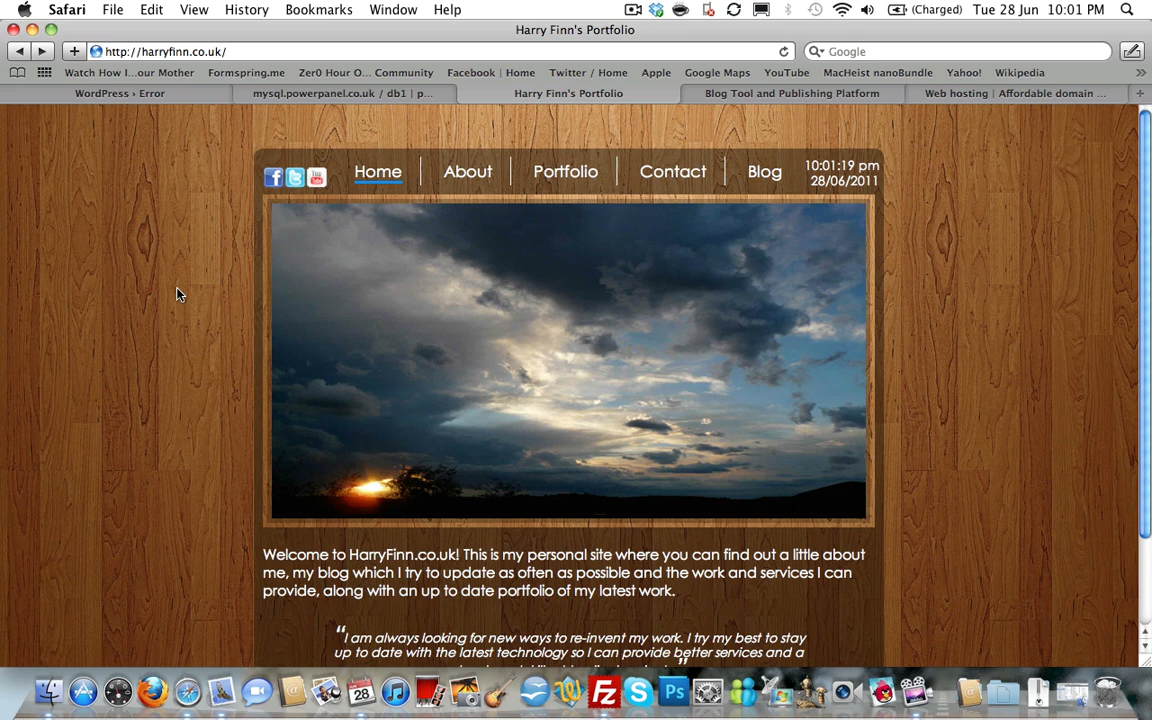 Safari File Edit View History Bookmarks Window Help (Charged) Tue 28 Jun 10:01 PM
Harry Finn's Portfolio
http://harryfinn.co.uk/ Google
Watch How I...our Mother Formspring.me Zer0 Hour O... Community Facebook | Home Twitter / Home Apple Google Maps YouTube MacHeist nanoBundle Yahoo! Wikipedia
WordPress › Error mysql.powerpanel.co.uk / db1 | p... Harry Finn's Portfolio Blog Tool and Publishing Platform Web hosting | Affordable domain ...
Home About Portfolio Contact Blog 10:01:19 pm
28/06/2011
Welcome to HarryFinn.co.uk! This is my personal site where you can find out a little about
me, my blog which I try to update as often as possible and the work and services I can
provide, along with an up to date portfolio of my latest work.
“I am always looking for new ways to re-invent my work. I try my best to stay
up to date with the latest technology so I can provide better services and a